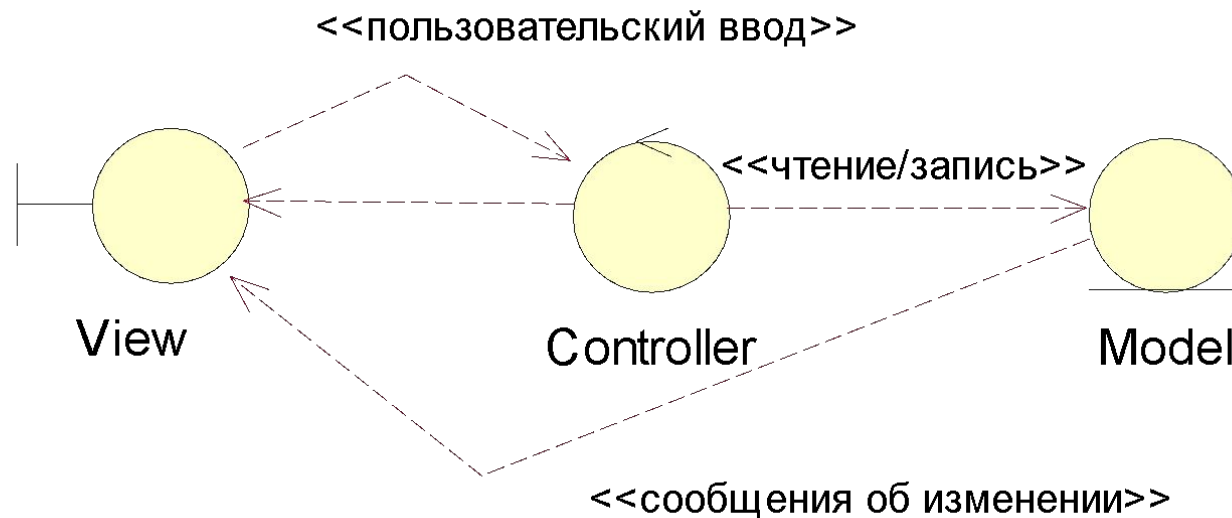 <<пользовательский ввод>>
<<чтение/запись>>
View
Controller
Model
<<сообщения об изменении>>